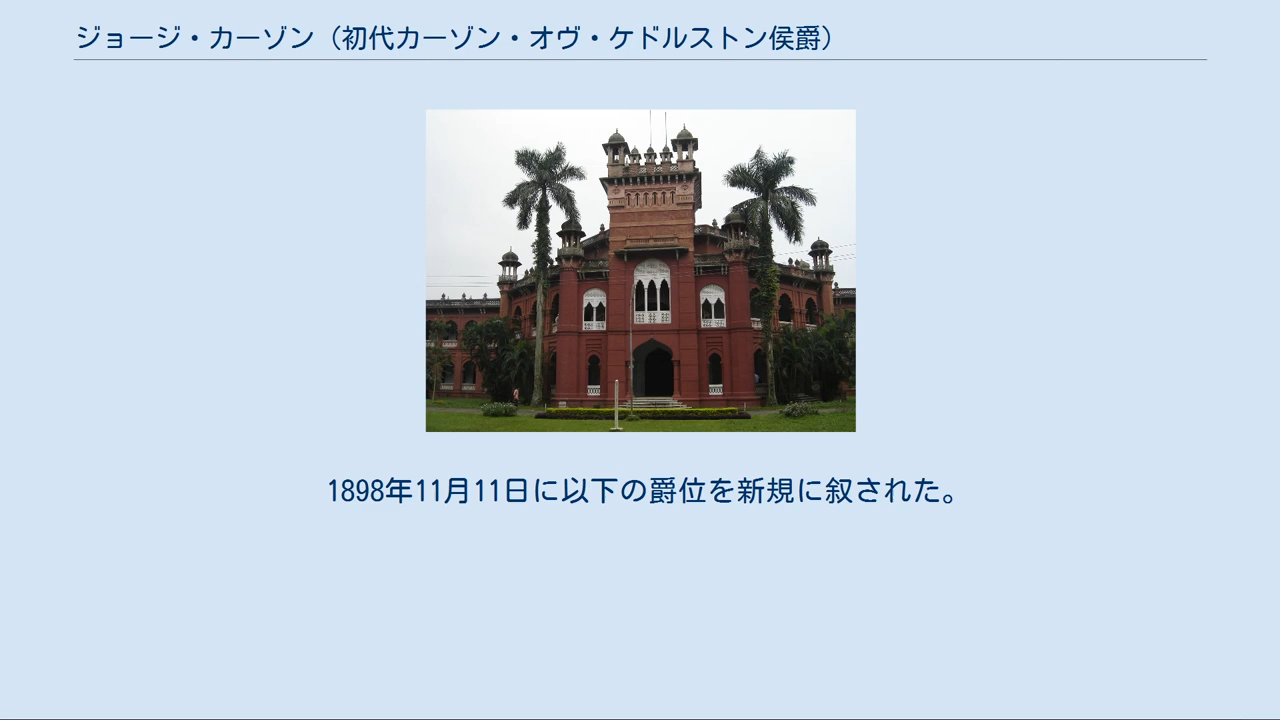 ジョージ・カーゾン（初代カーゾン・オヴ・ケドルストン侯爵）
1898年11月11日に以下の爵位を新規に叙された。